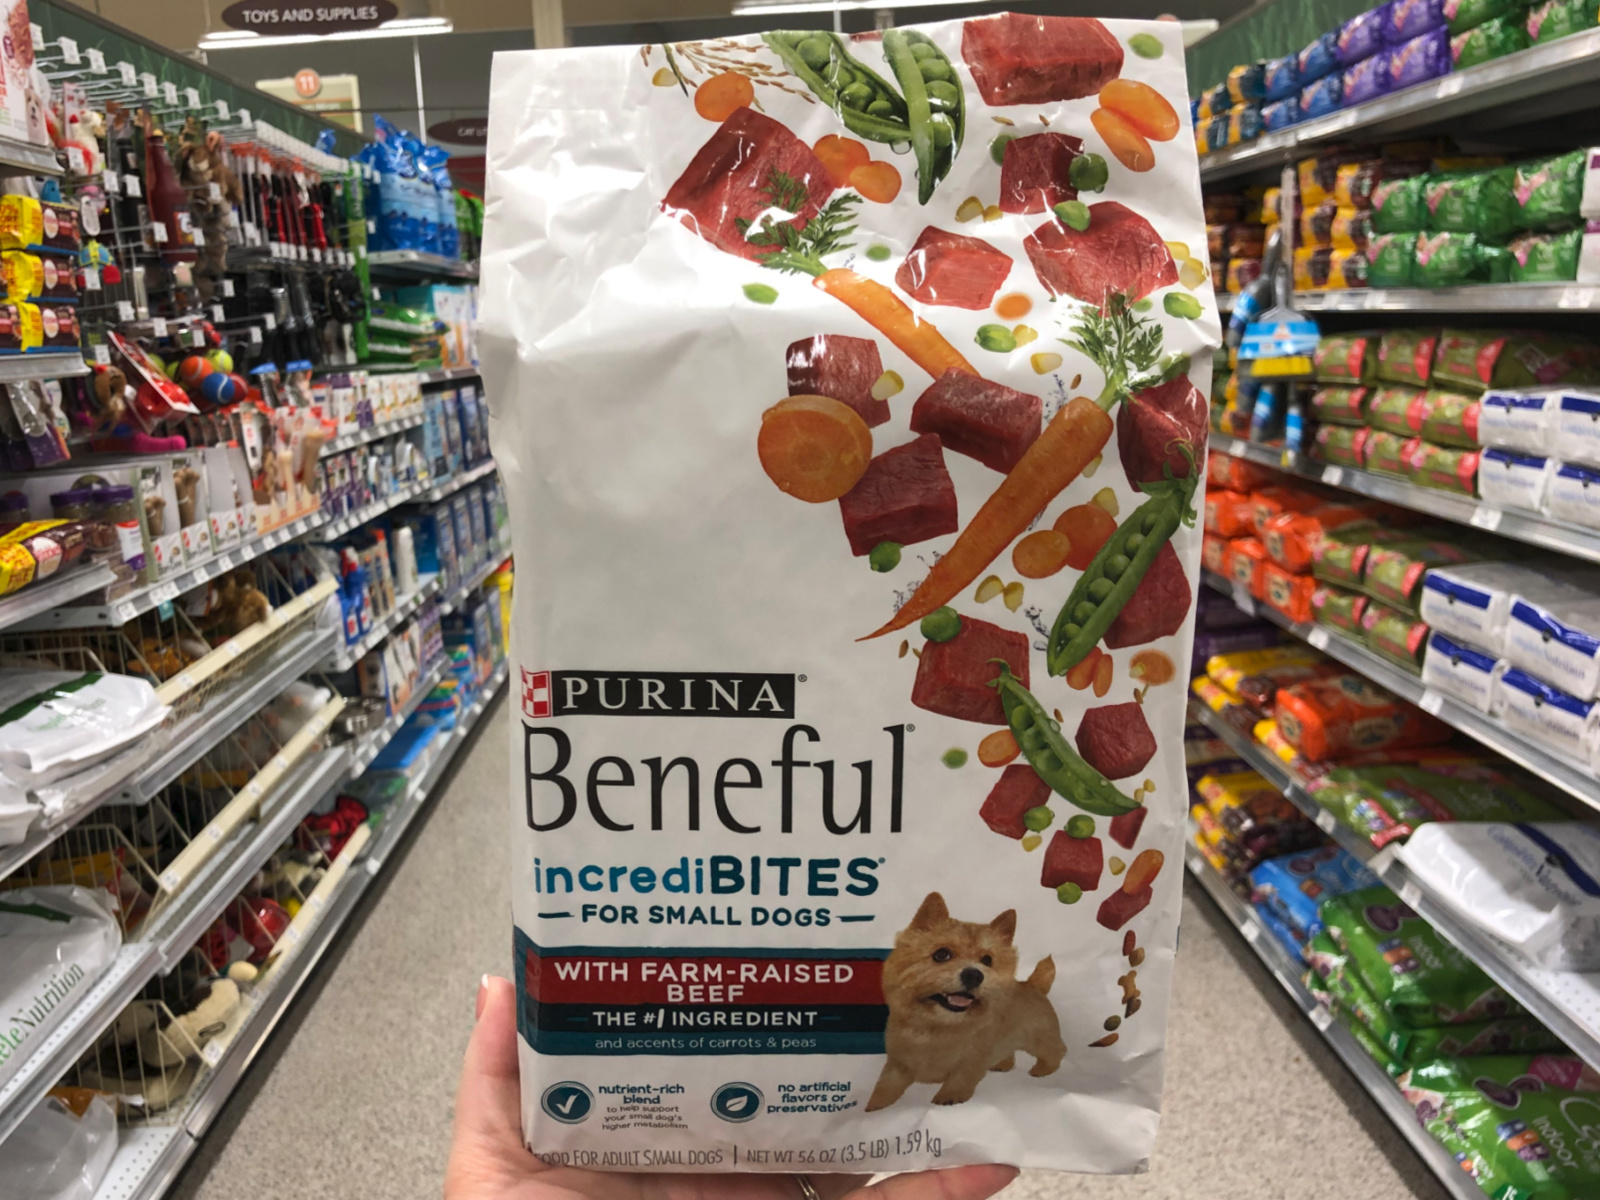 TOYS AND SUPPLIES
11
PURINA®
Beneful®
incrediBITES®
FOR SMALL DOGS
WITH FARM-RAISED
BEEF
THE #1 INGREDIENT
and accents of carrots & peas
nutrient-rich
blend
to help support
your small dog's
higher metabolism
no artificial
flavors or
preservatives
FOOD FOR ADULT SMALL DOGS | NET WT 56 OZ (3.5 LB) 1.59 kg